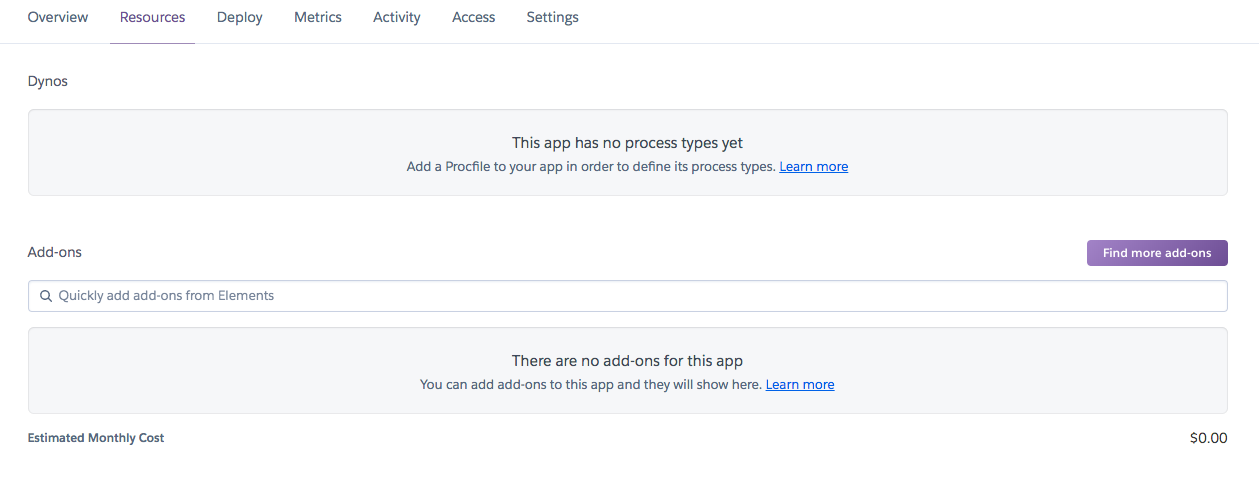 Overview Resources Deploy Metrics Activity Access Settings
Dynos
This app has no process types yet
Add a Procfile to your app in order to define its process types. Learn more
Add-ons
Find more add-ons
Quickly add add-ons from Elements
There are no add-ons for this app
You can add add-ons to this app and they will show here. Learn more
Estimated Monthly Cost $0.00